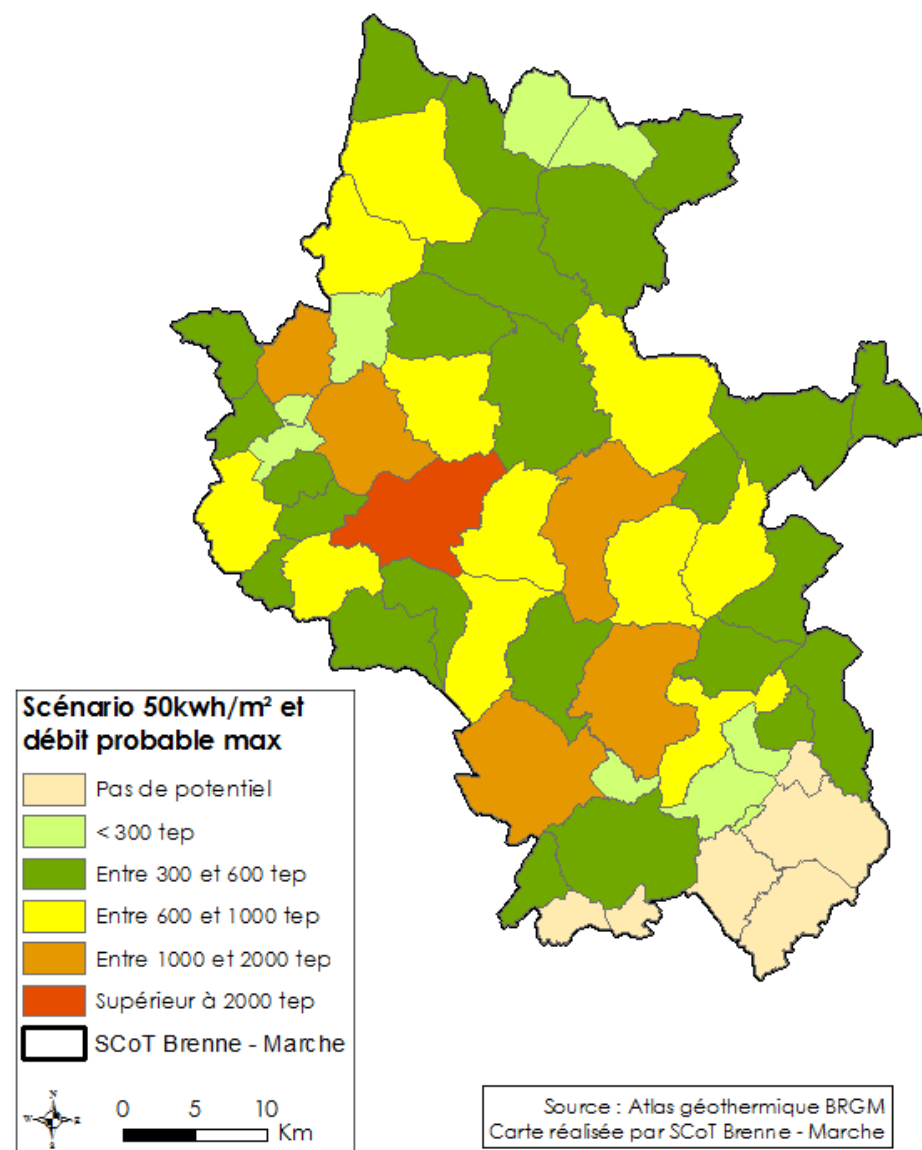 Scénario 50kwh/m² et
débit probable max
Pas de potentiel
< 300 tep
Entre 300 et 600 tep
Entre 600 et 1000 tep
Entre 1000 et 2000 tep
Supérieur à 2000 tep
SCoT Brenne - Marche
N
W E
S
0 5 10
Km
Source : Atlas géothermique BRGM
Carte réalisée par SCoT Brenne - Marche